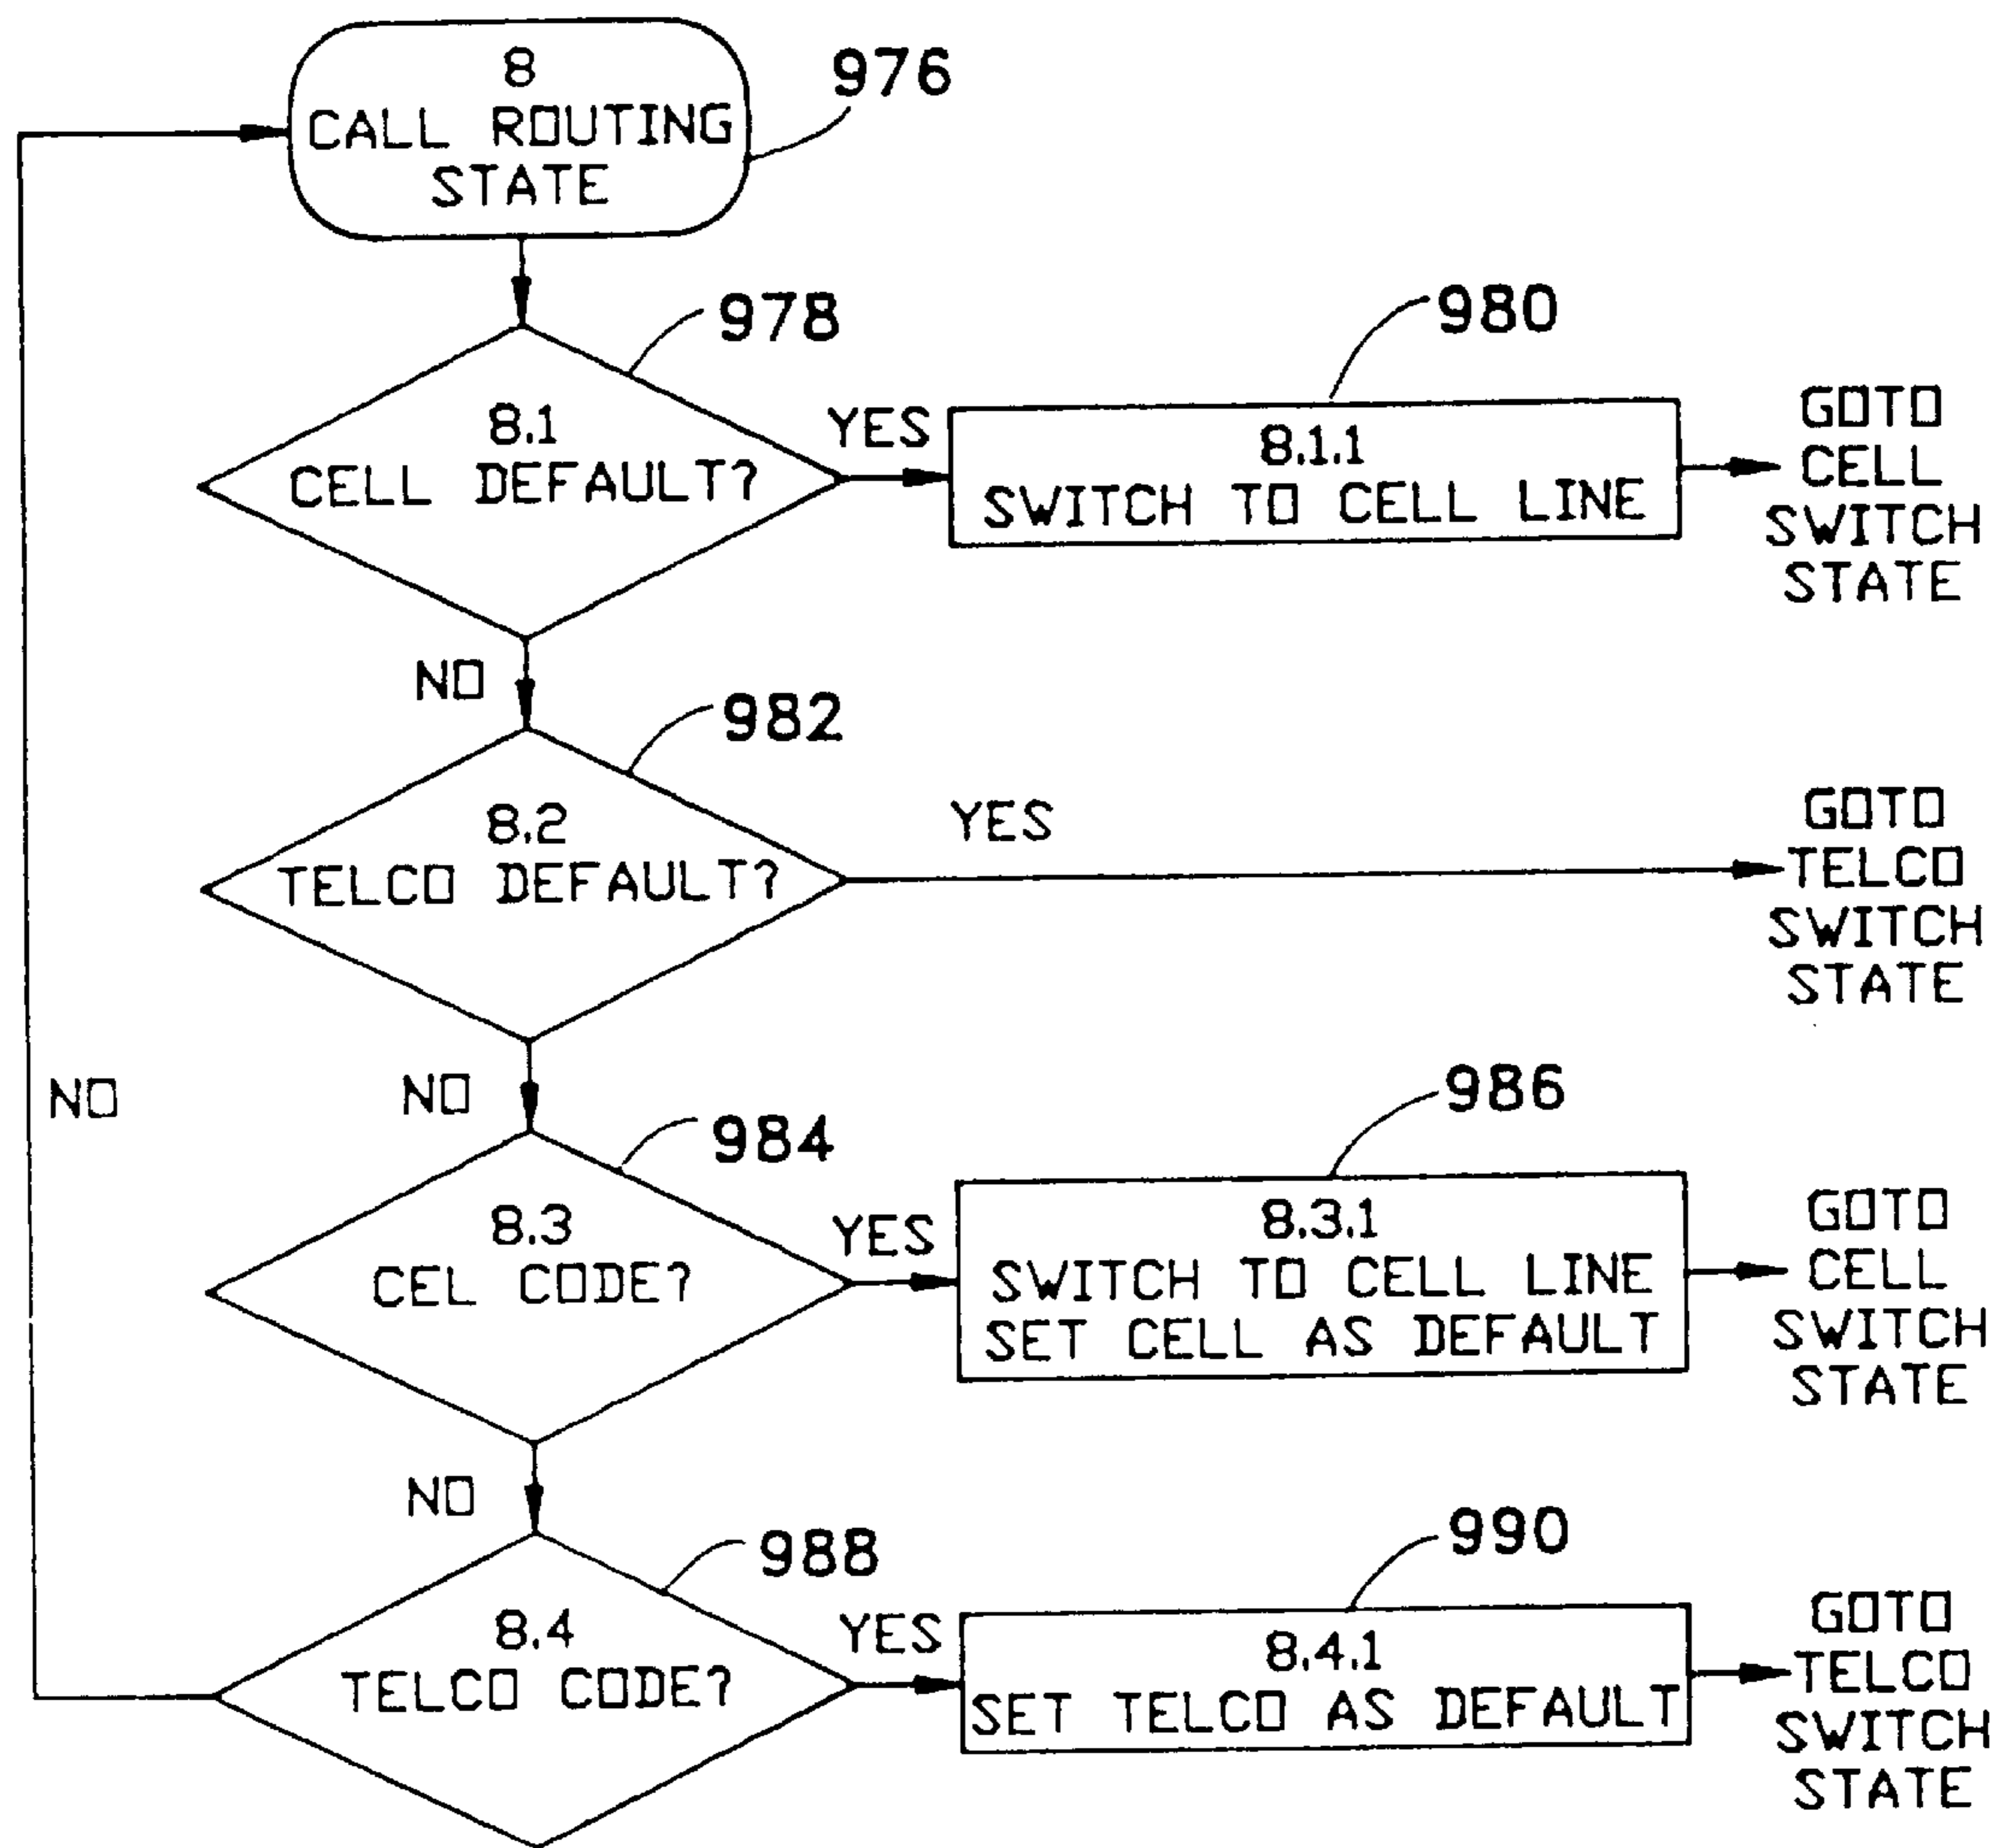 8
CALL ROUTING
STATE
976
978
8.1
CELL DEFAULT?
YES
980
8.1.1
SWITCH TO CELL LINE
GOTO
CELL
SWITCH
STATE
NO
982
8.2
TELCO DEFAULT?
YES
GOTO
TELCO
SWITCH
STATE
NO
NO
984
8.3
CEL CODE?
YES
986
8.3.1
SWITCH TO CELL LINE
SET CELL AS DEFAULT
GOTO
CELL
SWITCH
STATE
NO
988
8.4
TELCO CODE?
YES
990
8.4.1
SET TELCO AS DEFAULT
GOTO
TELCO
SWITCH
STATE